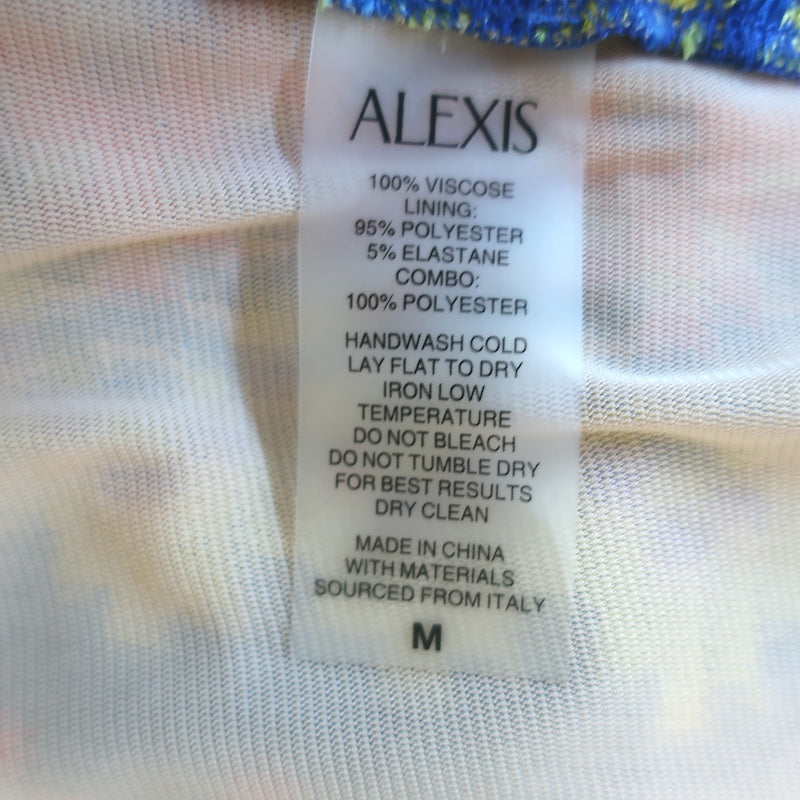 ALEXIS
100% VISCOSE
LINING:
95% POLYESTER
5% ELASTANE
COMBO:
100% POLYESTER
HANDWASH COLD
LAY FLAT TO DRY
IRON LOW
TEMPERATURE
DO NOT BLEACH
DO NOT TUMBLE DRY
FOR BEST RESULTS
DRY CLEAN
MADE IN CHINA
WITH MATERIALS
SOURCED FROM ITALY
M